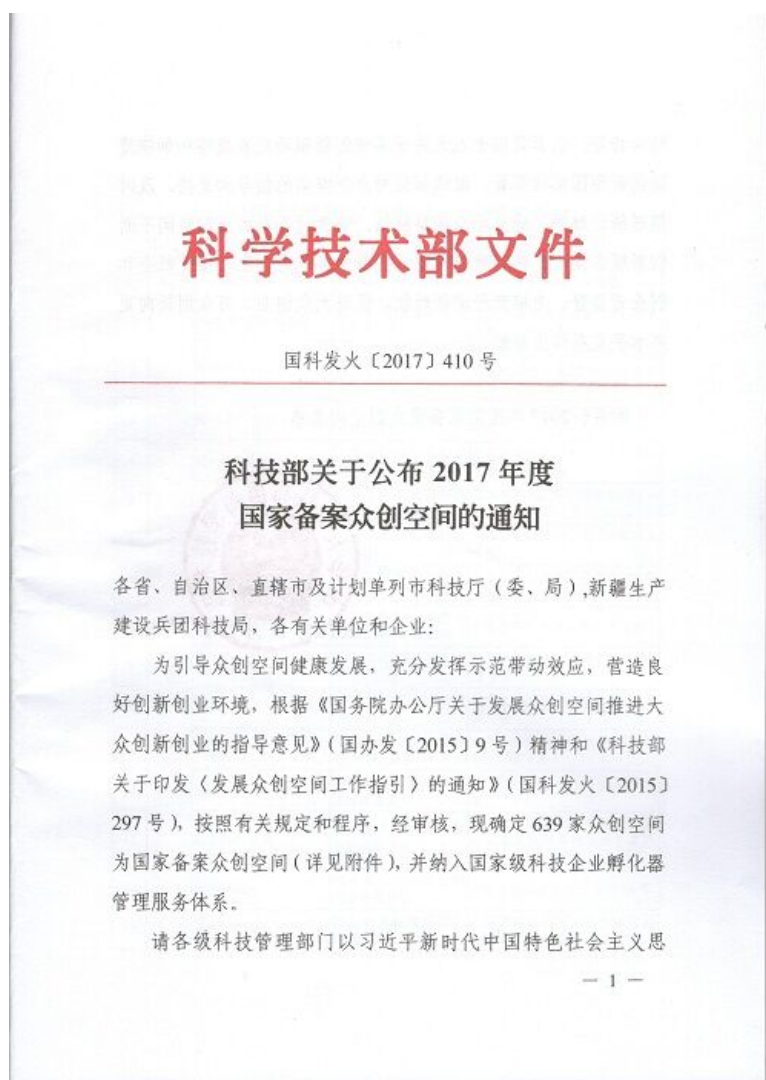 科学技术部文件
国科发火〔2017〕410号
科技部关于公布 2017 年度
国家备案众创空间的通知
各省、自治区、直辖市及计划单列市科技厅（委、局）,新疆生产
建设兵团科技局，各有关单位和企业：
为引导众创空间健康发展，充分发挥示范带动效应，营造良
好创新创业环境，根据《国务院办公厅关于发展众创空间推进大
众创新创业的指导意见》（国办发〔2015〕9号）精神和《科技部
关于印发〈发展众创空间工作指引〉的通知》（国科发火〔2015〕
297号），按照有关规定和程序，经审核，现确定639家众创空间
为国家备案众创空间（详见附件），并纳入国家级科技企业孵化器
管理服务体系。
请各级科技管理部门以习近平新时代中国特色社会主义思
— 1 —